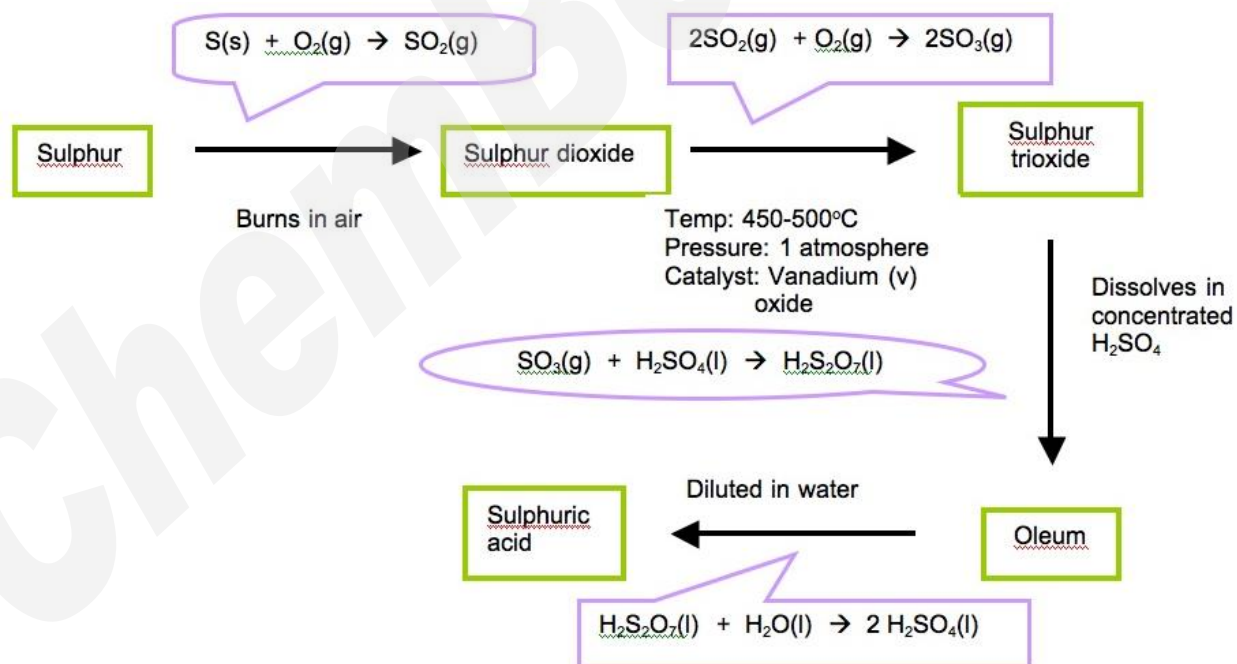 S(s) + O₂(g) → SO₂(g)
2SO₂(g) + O₂(g) → 2SO₃(g)
Sulphur
Sulphur dioxide
Sulphur
trioxide
Burns in air
Temp: 450-500ºC
Pressure: 1 atmosphere
Catalyst: Vanadium (v)
oxide
Dissolves in
concentrated
H₂SO₄
SO₃(g) + H₂SO₄(l) → H₂S₂O₇(l)
Diluted in water
Sulphuric
acid
Oleum
H₂S₂O₇(l) + H₂O(l) → 2 H₂SO₄(l)